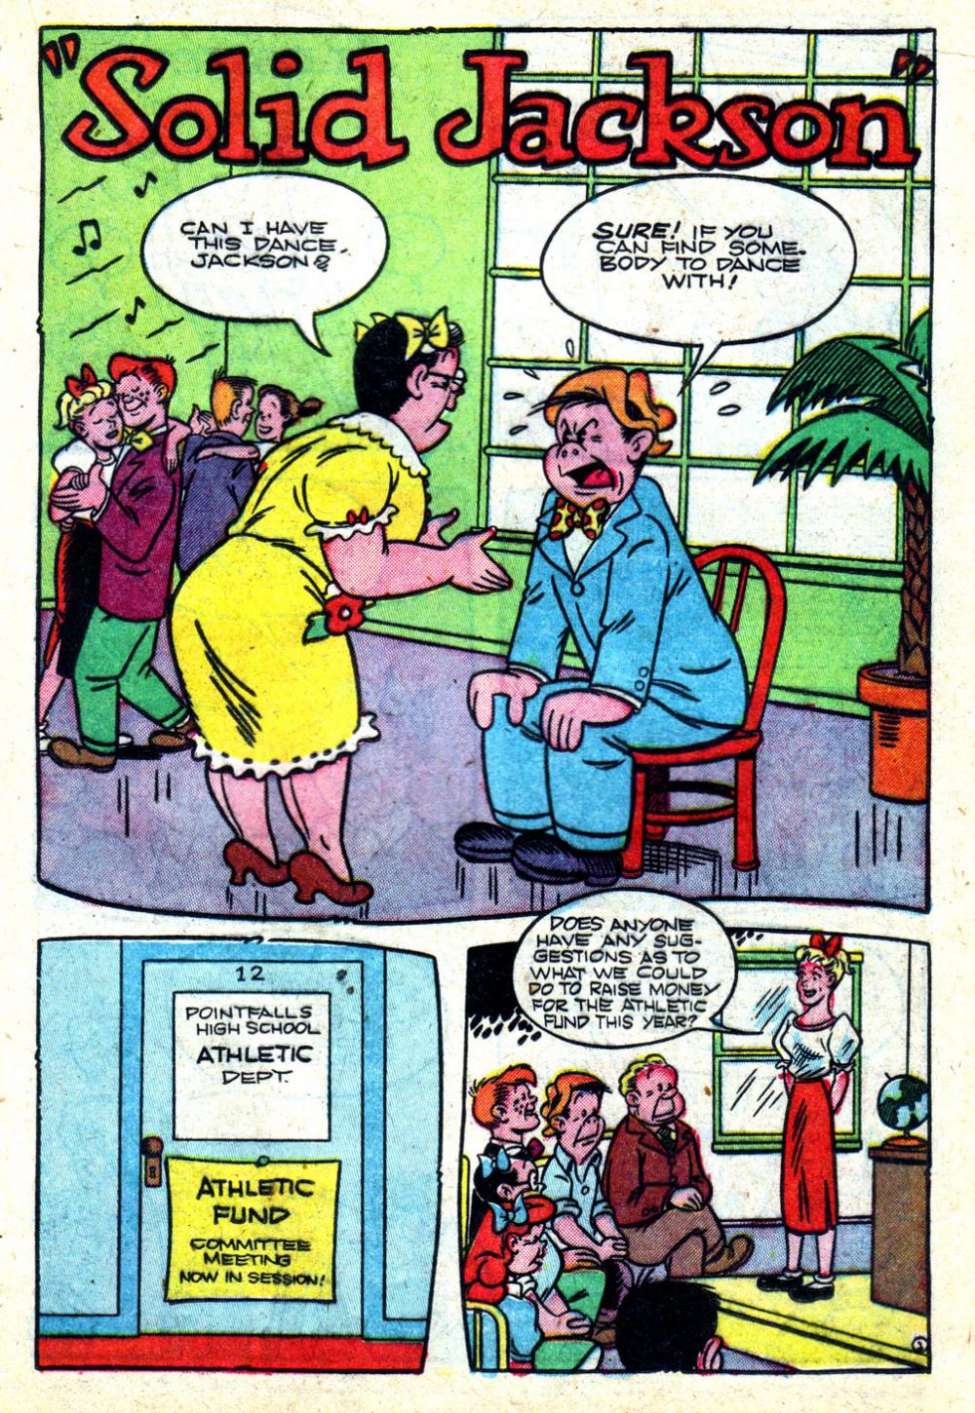 "Solid Jackson"
CAN I HAVE
THIS DANCE,
JACKSON?
SURE! IF YOU
CAN FIND SOME-
BODY TO DANCE
WITH!
12
POINTFALLS
HIGH SCHOOL
ATHLETIC
DEPT.
ATHLETIC
FUND
COMMITTEE
MEETING
NOW IN SESSION!
DOES ANYONE
HAVE ANY SUG-
GESTIONS AS TO
WHAT WE COULD
DO TO RAISE MONEY
FOR THE ATHLETIC
FUND THIS YEAR?